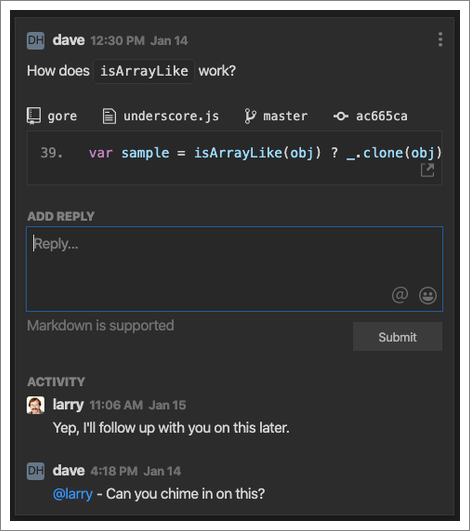 DH dave 12:30 PM Jan 14
How does isArrayLike work?
gore underscore.js master ac665ca
39. var sample = isArrayLike(obj) ? _.clone(obj)
ADD REPLY
Reply...
@
Markdown is supported
Submit
ACTIVITY
larry 11:06 AM Jan 15
Yep, I'll follow up with you on this later.
DH dave 4:18 PM Jan 14
@larry - Can you chime in on this?